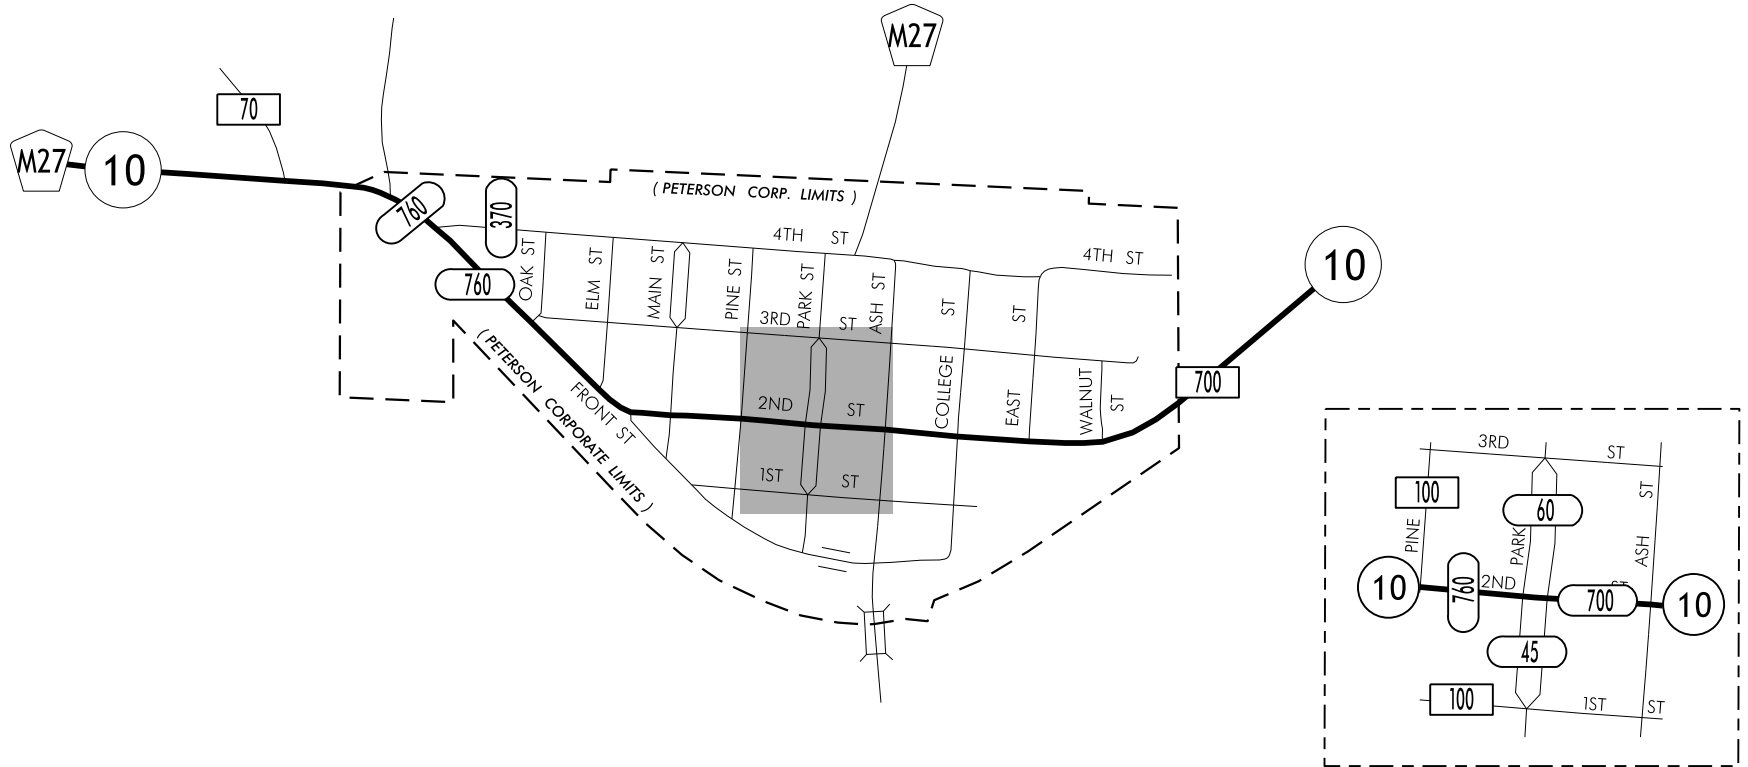 M27
70
M27
10
( PETERSON CORP. LIMITS )
760
370
4TH ST
4TH ST
10
760
OAK ST
ELM ST
MAIN ST
PINE ST
PARK ST
ASH ST
3RD ST
COLLEGE ST
EAST ST
WALNUT ST
700
( PETERSON CORPORATE LIMITS )
FRONT ST
2ND ST
1ST ST
3RD ST
100
60
ST
PINE
PARK
ASH
10
760
2ND
ST
700
10
45
100
1ST ST